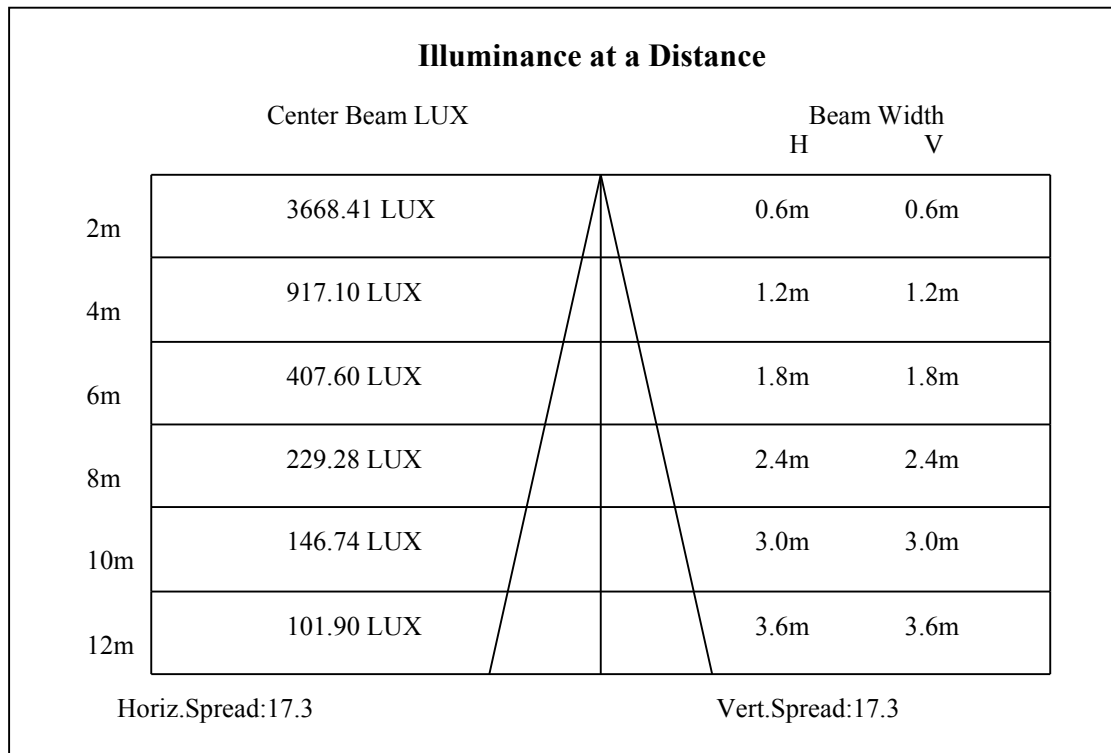 Illuminance at a Distance
Center Beam LUX Beam Width
H V
2m 3668.41 LUX 0.6m 0.6m
4m 917.10 LUX 1.2m 1.2m
6m 407.60 LUX 1.8m 1.8m
8m 229.28 LUX 2.4m 2.4m
10m 146.74 LUX 3.0m 3.0m
12m 101.90 LUX 3.6m 3.6m
Horiz.Spread:17.3 Vert.Spread:17.3